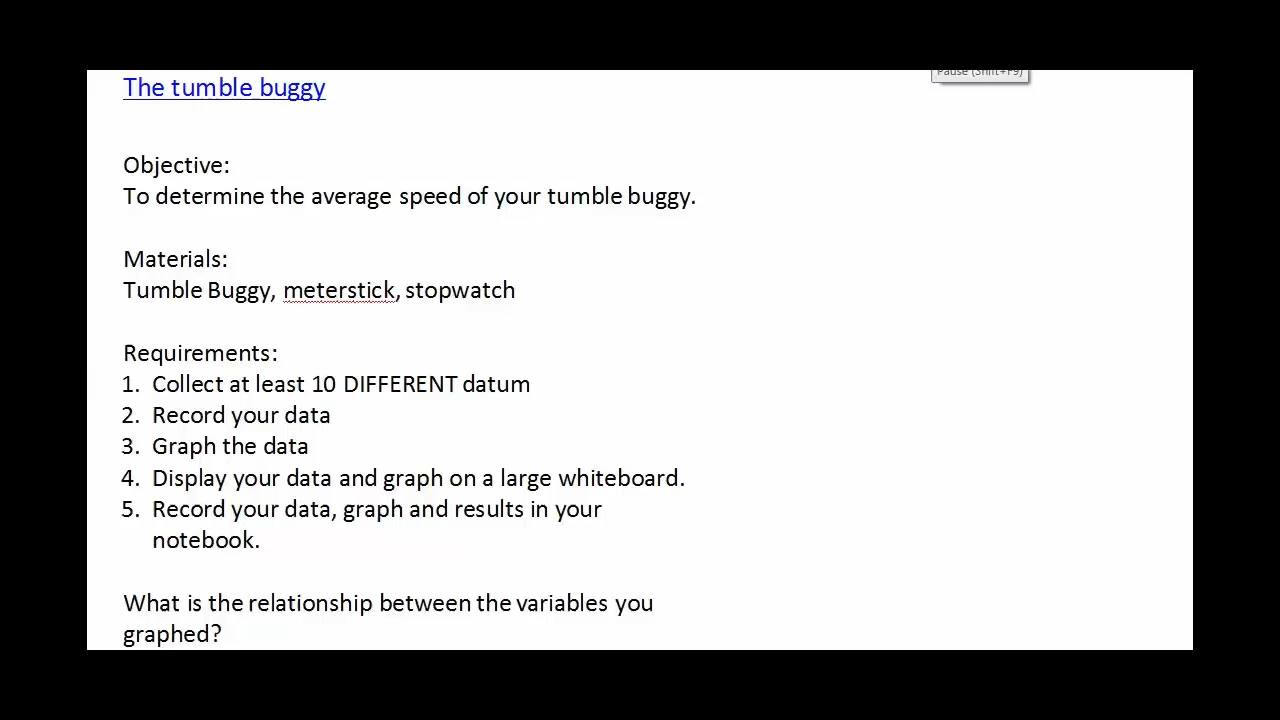 Pause (Shift+F9)
The tumble buggy
Objective:
To determine the average speed of your tumble buggy.
Materials:
Tumble Buggy, meterstick, stopwatch
Requirements:
1. Collect at least 10 DIFFERENT datum
2. Record your data
3. Graph the data
4. Display your data and graph on a large whiteboard.
5. Record your data, graph and results in your
notebook.
What is the relationship between the variables you
graphed?